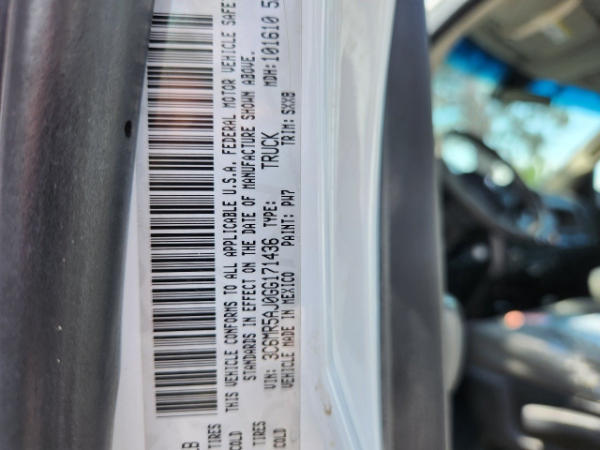 LB
TIRES
COLD
THIS VEHICLE CONFORMS TO ALL APPLICABLE U.S.A. FEDERAL MOTOR VEHICLE SAFE
STANDARDS IN EFFECT ON THE DATE OF MANUFACTURE SHOWN ABOVE.
VIN: 3C6MR5AJ0GG171436 TYPE: TRUCK MDH: 101610 5
VEHICLE MADE IN MEXICO PAINT: PW7 TRIM: SXX8
TIRES
COLD